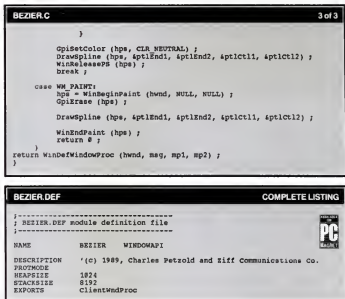 BEZIER.C 3 of 3
}
GpiSetColor (hps, CLR_NEUTRAL) ;
DrawSpline (hps, &ptlEnd1, &ptlEnd2, &ptlCtl1, &ptlCtl2) ;
WinReleasePS (hps) ;
break ;
case WM_PAINT:
hps = WinBeginPaint (hwnd, NULL, NULL) ;
GpiErase (hps) ;
DrawSpline (hps, &ptlEnd1, &ptlEnd2, &ptlCtl1, &ptlCtl2) ;
WinEndPaint (hps) ;
return 0 ;
}
return WinDefWindowProc (hwnd, msg, mp1, mp2) ;
}
BEZIER.DEF COMPLETE LISTING
;-----------------------------------
; BEZIER.DEF module definition file
;-----------------------------------
NAME BEZIER WINDOWAPI
DESCRIPTION '(C) 1989, Charles Petzold and Ziff Communications Co.
PROTMODE
HEAPSIZE 1024
STACKSIZE 8192
EXPORTS ClientWndProc
PC